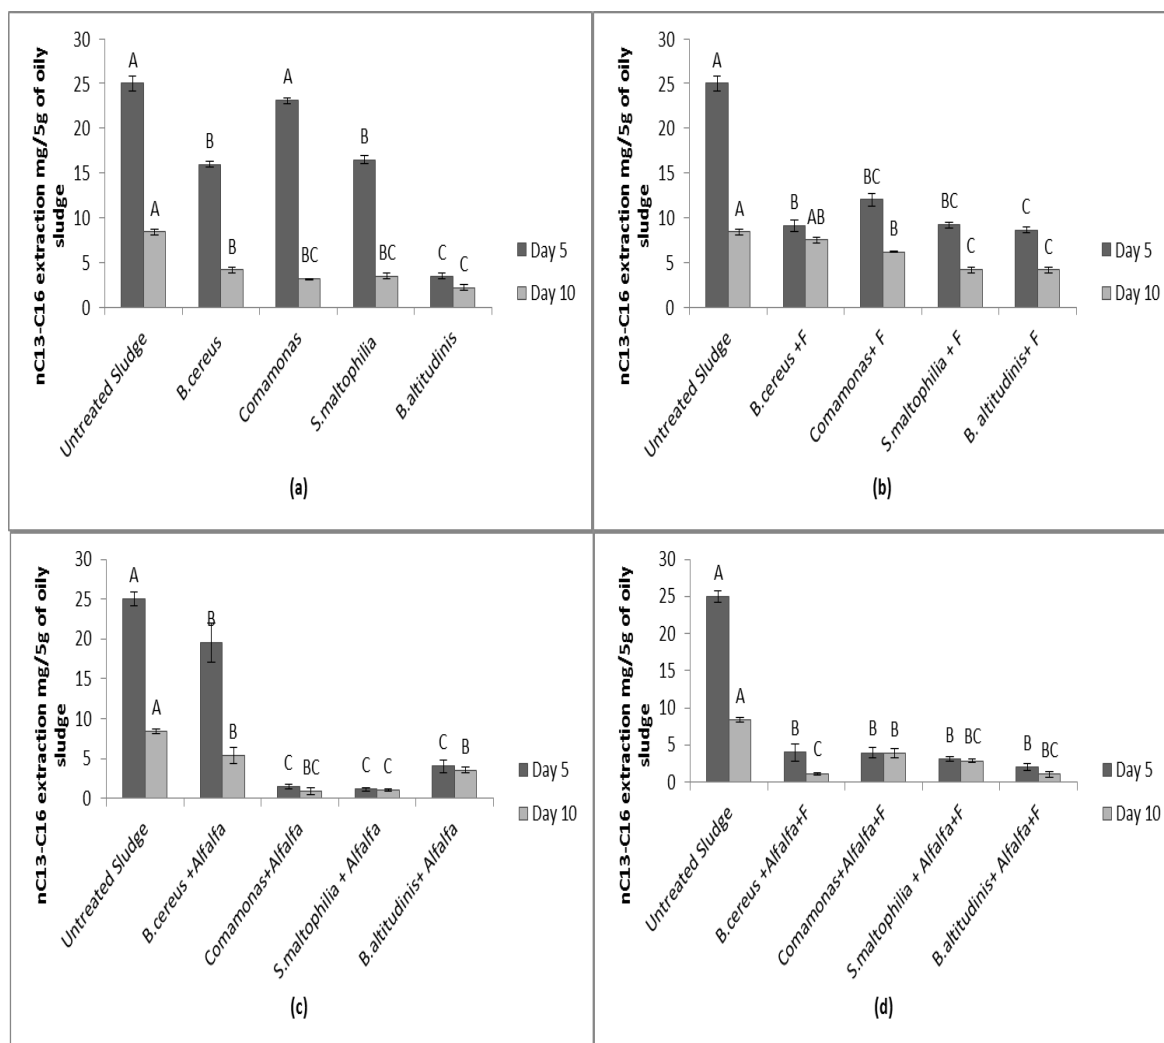 nC13-C16 extraction mg/5g of oily
sludge
30
25
20
15
10
5
0
A
A
B
B
A
BC
B
BC
C
C
Untreated Sludge
B.cereus
Comamonas
S.maltophilia
B.altitudinis
Day 5
Day 10
(a)
nC13-C16 extraction mg/5g of oily
sludge
30
25
20
15
10
5
0
A
A
B
AB
BC
B
BC
C
C
C
Untreated Sludge
B.cereus +F
Comamonas+ F
S.maltophilia + F
B. altitudinis+ F
Day 5
Day 10
(b)
nC13-C16 extraction mg/5g of oily
sludge
30
25
20
15
10
5
0
A
A
B
B
C
BC
C
C
C
B
Untreated Sludge
B.cereus +Alfalfa
Comamonas+Alfalfa
S.maltophilia + Alfalfa
B.altitudinis+ Alfalfa
Day 5
Day 10
(c)
nC13-C16 extraction mg/5g of oily
sludge
30
25
20
15
10
5
0
A
A
B
C
B
B
B
BC
B
BC
Untreated Sludge
B.cereus +Alfalfa+F
Comamonas+Alfalfa+F
S.maltophilia + Alfalfa+F
B.altitudinis+ Alfalfa+F
Day 5
Day 10
(d)